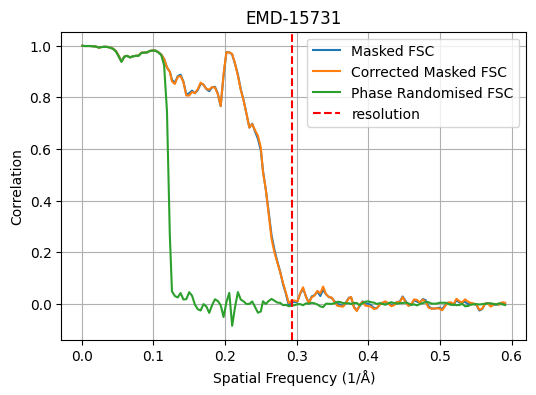 EMD-15731
1.0
0.8
0.6
0.4
0.2
0.0
Correlation
Masked FSC
Corrected Masked FSC
Phase Randomised FSC
resolution
0.0 0.1 0.2 0.3 0.4 0.5 0.6
Spatial Frequency (1/Å)